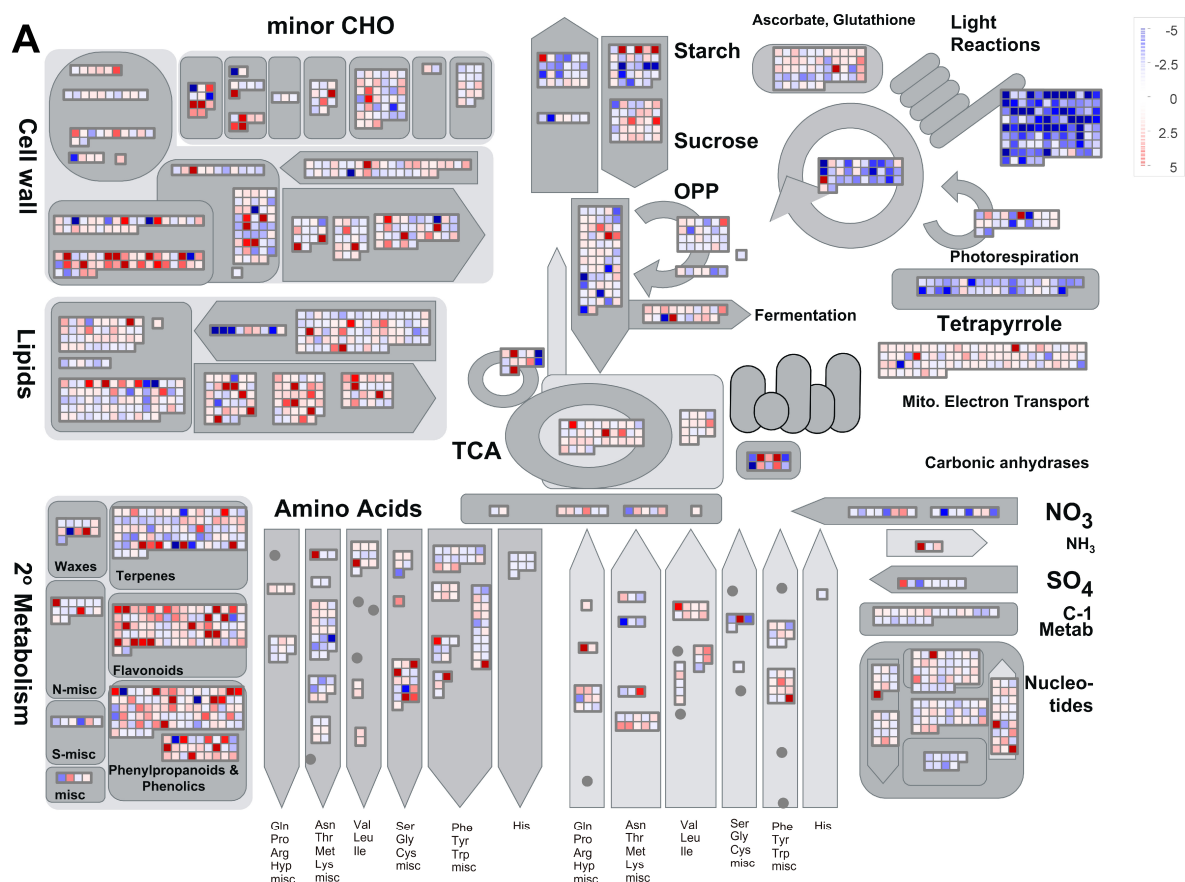 A
minor CHO
Cell wall
Starch
Sucrose
OPP
Ascorbate, Glutathione
Light
Reactions
-5
-2.5
0
2.5
5
Photorespiration
Tetrapyrrole
Fermentation
Mito. Electron Transport
Carbonic anhydrases
Lipids
TCA
Amino Acids
2º Metabolism
Waxes
Terpenes
N-misc
Flavonoids
S-misc
misc
Phenylpropanoids &
Phenolics
NO3
NH3
SO4
C-1
Metab
Nucleo-
tides
Gln
Pro
Arg
Hyp
misc
Asn
Thr
Met
Lys
misc
Val
Leu
Ile
Ser
Gly
Cys
misc
Phe
Tyr
Trp
misc
His
Gln
Pro
Arg
Hyp
misc
Asn
Thr
Met
Lys
misc
Val
Leu
Ile
Ser
Gly
Cys
misc
Phe
Tyr
Trp
misc
His